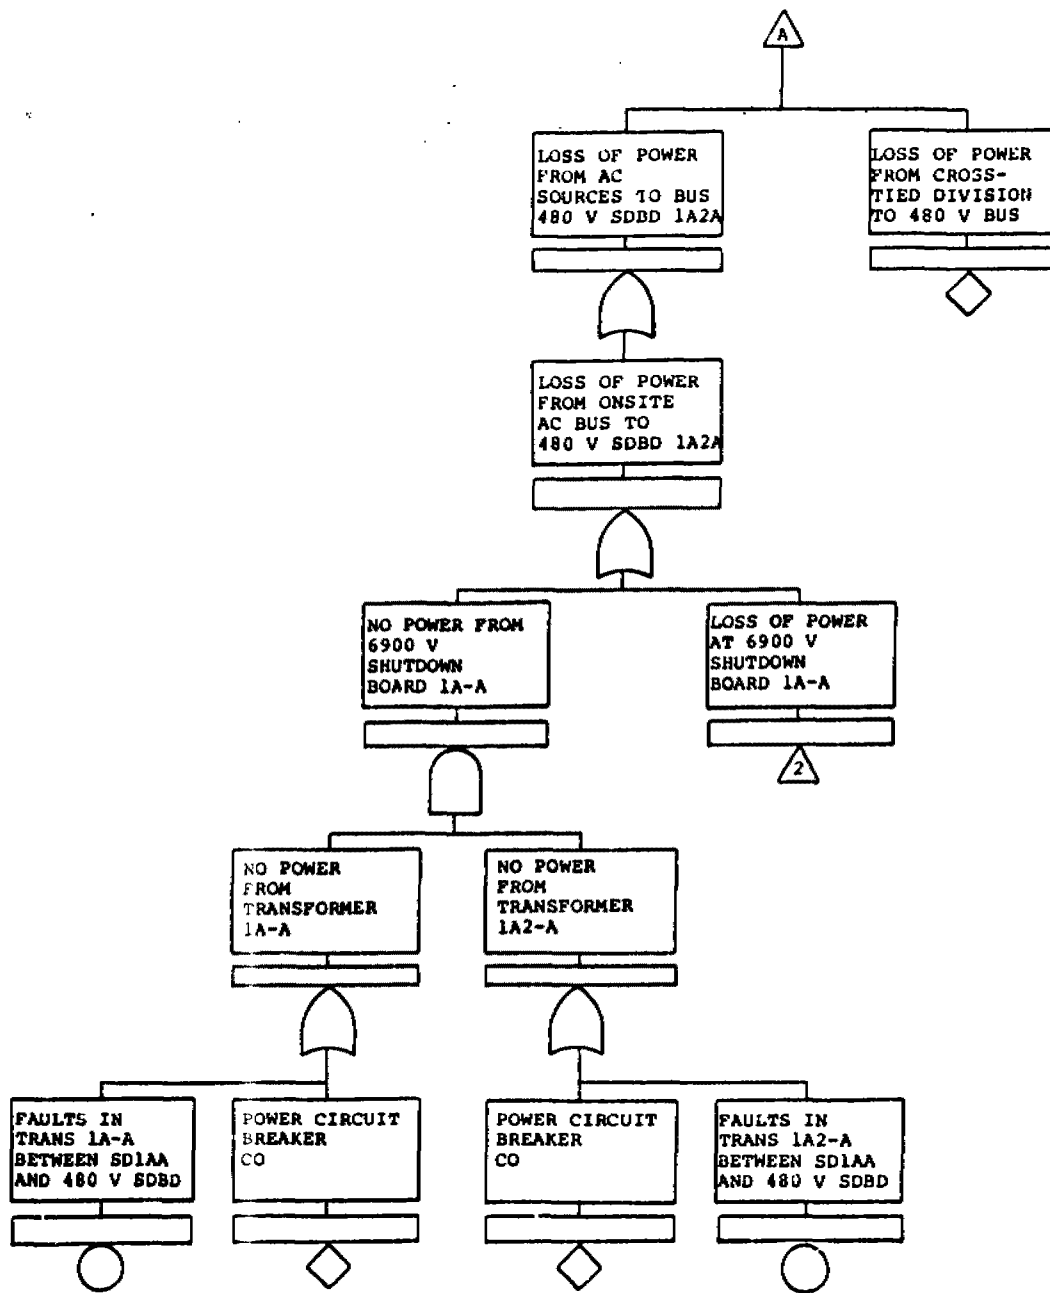 A
LOSS OF POWER
FROM AC
SOURCES TO BUS
480 V SDBD 1A2A
LOSS OF POWER
FROM CROSS-
TIED DIVISION
TO 480 V BUS
LOSS OF POWER
FROM ONSITE
AC BUS TO
480 V SDBD 1A2A
NO POWER FROM
6900 V
SHUTDOWN
BOARD 1A-A
LOSS OF POWER
AT 6900 V
SHUTDOWN
BOARD 1A-A
2
NO POWER
FROM
TRANSFORMER
1A-A
NO POWER
FROM
TRANSFORMER
1A2-A
FAULTS IN
TRANS 1A-A
BETWEEN SD1AA
AND 480 V SDBD
POWER CIRCUIT
BREAKER
CO
POWER CIRCUIT
BREAKER
CO
FAULTS IN
TRANS 1A2-A
BETWEEN SD1AA
AND 480 V SDBD